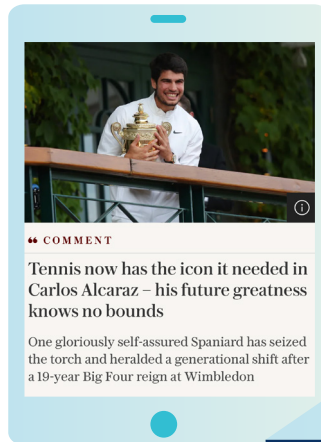 “ COMMENT
Tennis now has the icon it needed in
Carlos Alcaraz – his future greatness
knows no bounds
One gloriously self-assured Spaniard has seized
the torch and heralded a generational shift after
a 19-year Big Four reign at Wimbledon